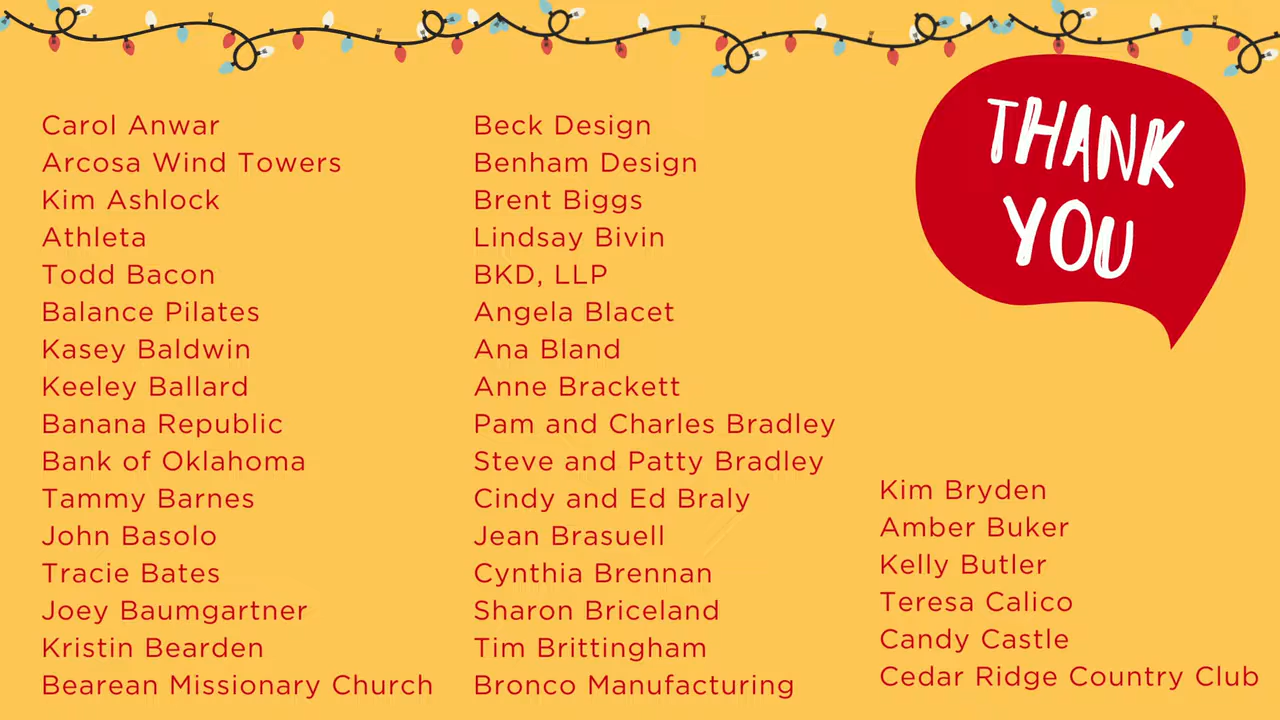 Carol Anwar
Arcosa Wind Towers
Kim Ashlock
Athleta
Todd Bacon
Balance Pilates
Kasey Baldwin
Keeley Ballard
Banana Republic
Bank of Oklahoma
Tammy Barnes
John Basolo
Tracie Bates
Joey Baumgartner
Kristin Bearden
Bearean Missionary Church
Beck Design
Benham Design
Brent Biggs
Lindsay Bivin
BKD, LLP
Angela Blacet
Ana Bland
Anne Brackett
Pam and Charles Bradley
Steve and Patty Bradley
Cindy and Ed Braly
Jean Brasuell
Cynthia Brennan
Sharon Briceland
Tim Brittingham
Bronco Manufacturing
THANK
YOU
Kim Bryden
Amber Buker
Kelly Butler
Teresa Calico
Candy Castle
Cedar Ridge Country Club